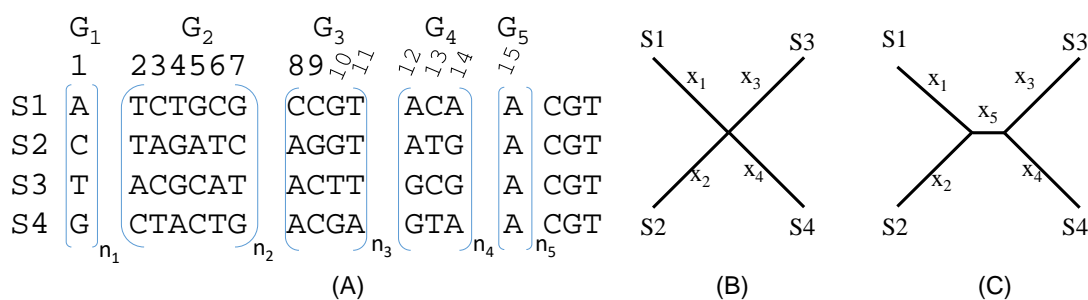 G1 G2 G3 G4 G5
1 234567 89 10 11 12 13 14 15
S1 A TCTGCG CCGT ACA A CGT
S2 C TAGATC AGGT ATG A CGT
S3 T ACGCAT ACTT GCG A CGT
S4 G CTACTG ACGA GTA A CGT
n1 n2 n3 n4 n5
(A)
S1 S3
x1 x3
x2 x4
S2 S4
(B)
S1 S3
x1 x3
x5
x2 x4
S2 S4
(C)